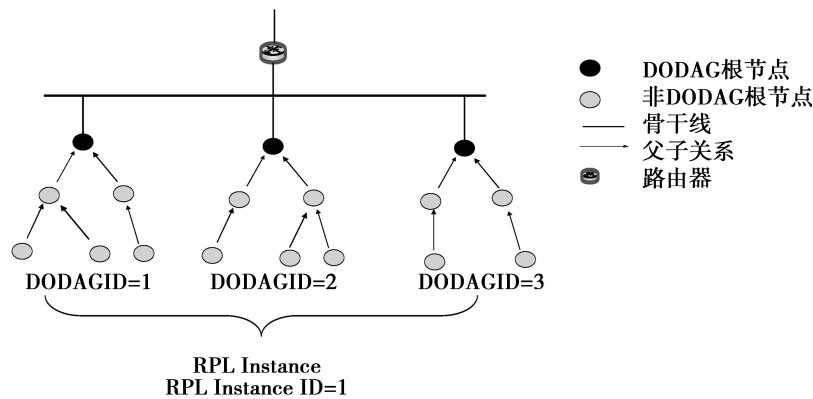 DODAG根节点
非DODAG根节点
骨干线
父子关系
路由器
DODAGID=1
DODAGID=2
DODAGID=3
RPL Instance
RPL Instance ID=1